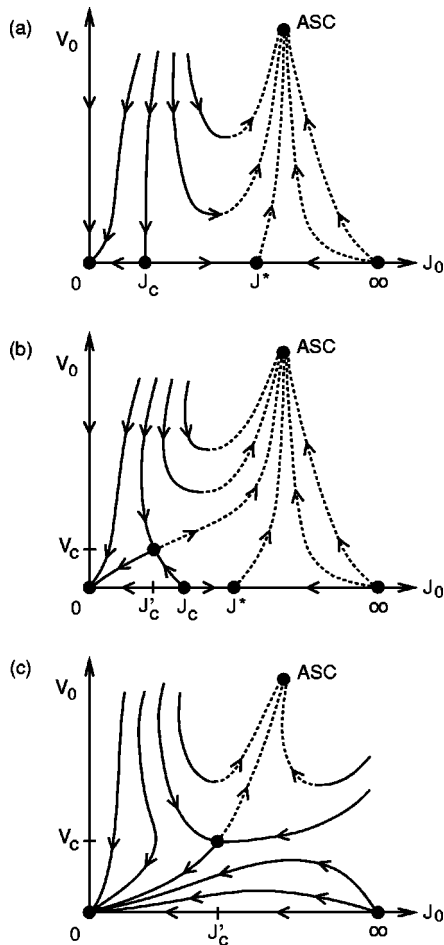 (a)
V₀
ASC
0
J_c
J*
∞
J₀
(b)
V₀
ASC
V_c
0
J'_c
J_c
J*
∞
J₀
(c)
V₀
ASC
V_c
0
J'_c
∞
J₀